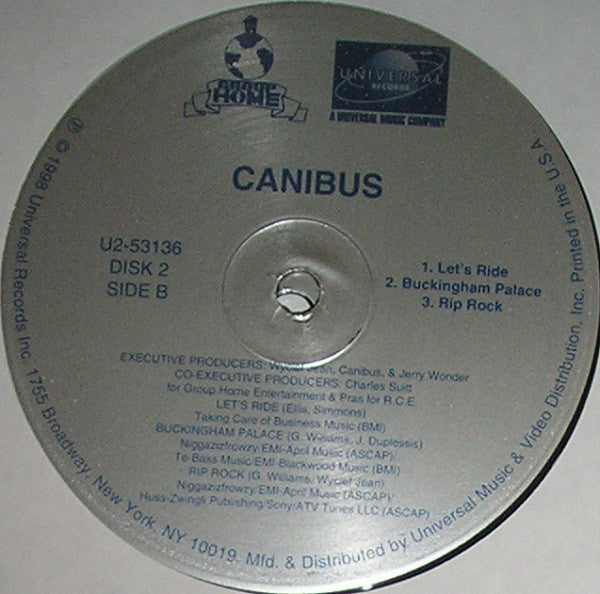 GROUP
HOME
UNIVERSAL
RECORDS
A UNIVERSAL MUSIC COMPANY
CANIBUS
U2-53136
DISK 2
SIDE B
1. Let's Ride
2. Buckingham Palace
3. Rip Rock
EXECUTIVE PRODUCERS: Wyclef Jean, Canibus, & Jerry Wonder
CO-EXECUTIVE PRODUCERS: Charles Suitt
for Group Home Entertainment & Pras for R.C.E.
LET'S RIDE (Ellis, Simmons)
Taking Care of Business Music (BMI)
BUCKINGHAM PALACE (G. Williams, J. Duplessis)
Niggazizfrowzy/EMI-April Music (ASCAP)/
Te-Bass Music/EMI-Blackwood Music (BMI)
RIP ROCK (G. Williams/Wyclef Jean)
Niggazizfrowzy/EMI-April Music (ASCAP)/
Huss-Zwingli Publishing/Sony/ATV Tunes LLC (ASCAP)
℗ © 1998 Universal Records Inc. 1755 Broadway, New York, NY 10019. Mfd. & Distributed by Universal Music & Video Distribution, Inc. Printed in the U.S.A.